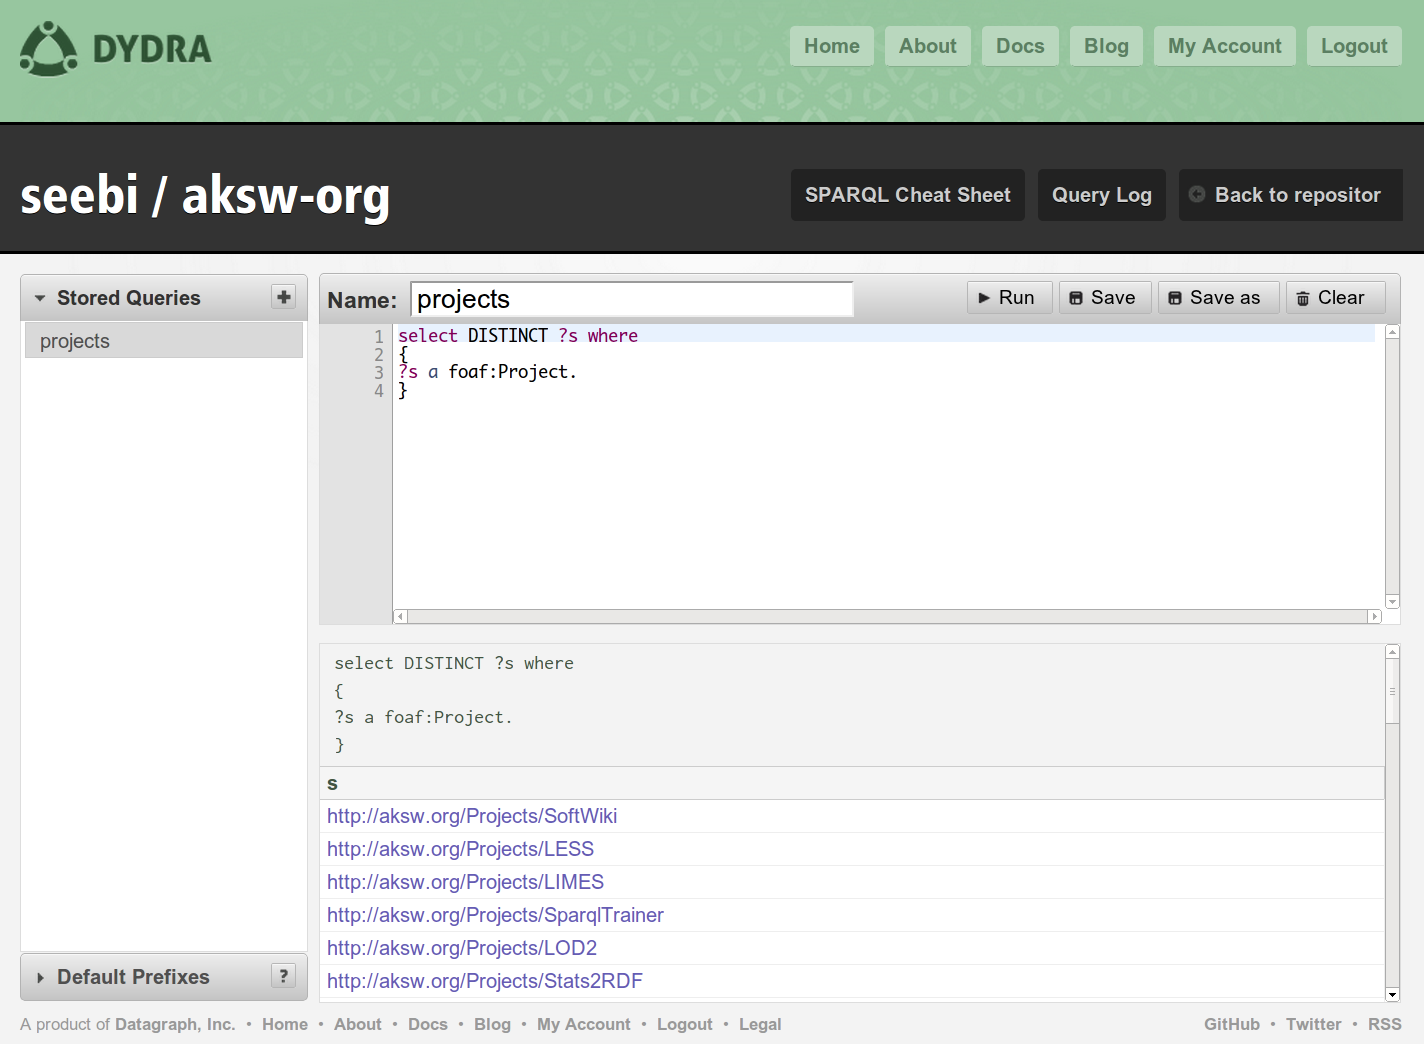 DYDRA
Home About Docs Blog My Account Logout
seebi / aksw-org
SPARQL Cheat Sheet Query Log Back to repositor
Stored Queries
projects
Name: projects Run Save Save as Clear
1 select DISTINCT ?s where
2 {
3 ?s a foaf:Project.
4 }
select DISTINCT ?s where
{
?s a foaf:Project.
}
s
http://aksw.org/Projects/SoftWiki
http://aksw.org/Projects/LESS
http://aksw.org/Projects/LIMES
http://aksw.org/Projects/SparqlTrainer
http://aksw.org/Projects/LOD2
http://aksw.org/Projects/Stats2RDF
Default Prefixes ?
A product of Datagraph, Inc. • Home • About • Docs • Blog • My Account • Logout • Legal
GitHub • Twitter • RSS